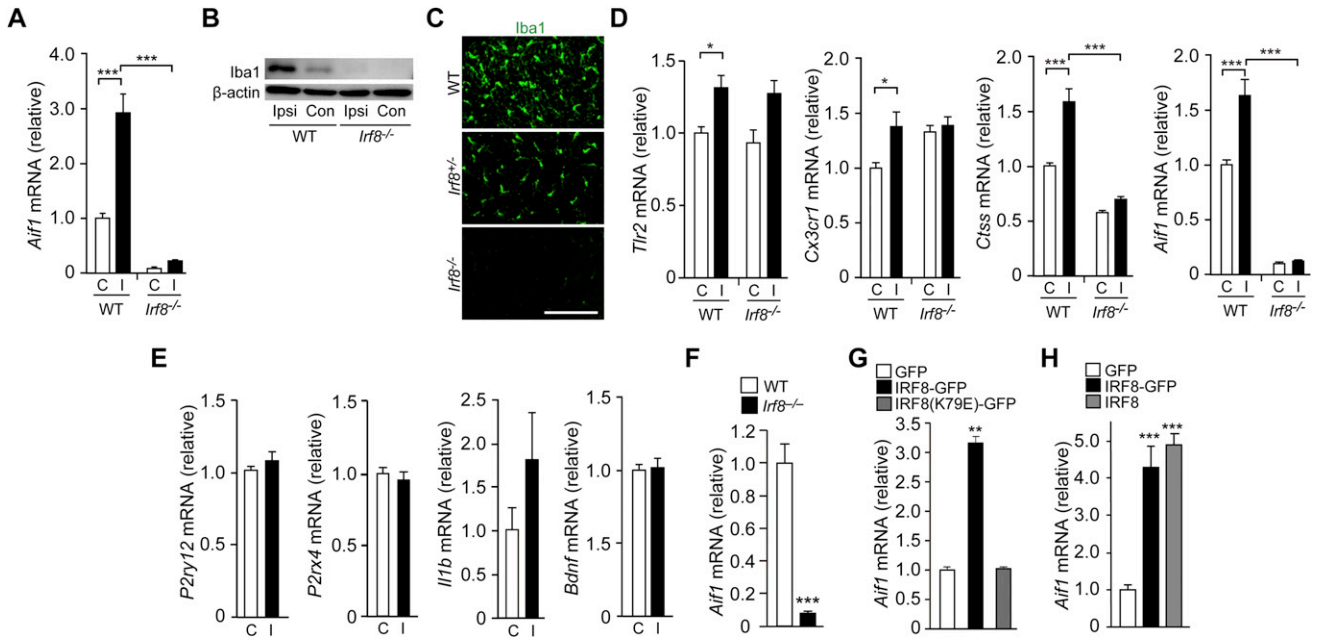 A
Aif1 mRNA (relative)
4.0
3.0
2.0
1.0
0
***
***
C I C I
WT Irf8-/-
B
Iba1
β-actin
Ipsi Con Ipsi Con
WT Irf8-/-
C
Iba1
WT
Irf8+/-
Irf8-/-
D
Tlr2 mRNA (relative)
1.5
1.0
0.5
0
*
C I C I
WT Irf8-/-
Cx3cr1 mRNA (relative)
2.0
1.5
1.0
0.5
0
*
C I C I
WT Irf8-/-
Ctss mRNA (relative)
2.0
1.5
1.0
0.5
0
***
***
C I C I
WT Irf8-/-
Aif1 mRNA (relative)
2.0
1.5
1.0
0.5
0
***
***
C I C I
WT Irf8-/-
E
P2ry12 mRNA (relative)
1.5
1.0
0.5
0
C I
P2rx4 mRNA (relative)
1.5
1.0
0.5
0
C I
Il1b mRNA (relative)
2.5
2.0
1.5
1.0
0.5
0
C I
Bdnf mRNA (relative)
1.5
1.0
1.5
0
C I
F
WT
Irf8–/–
Aif1 mRNA (relative)
1.2
1.0
0.8
0.6
0.4
0.2
0
***
G
GFP
IRF8-GFP
IRF8(K79E)-GFP
Aif1 mRNA (relative)
3.5
3.0
2.5
2.0
1.5
1.0
0.5
0.0
**
H
GFP
IRF8-GFP
IRF8
Aif1 mRNA (relative)
5.0
4.0
3.0
2.0
1.0
0
*** ***